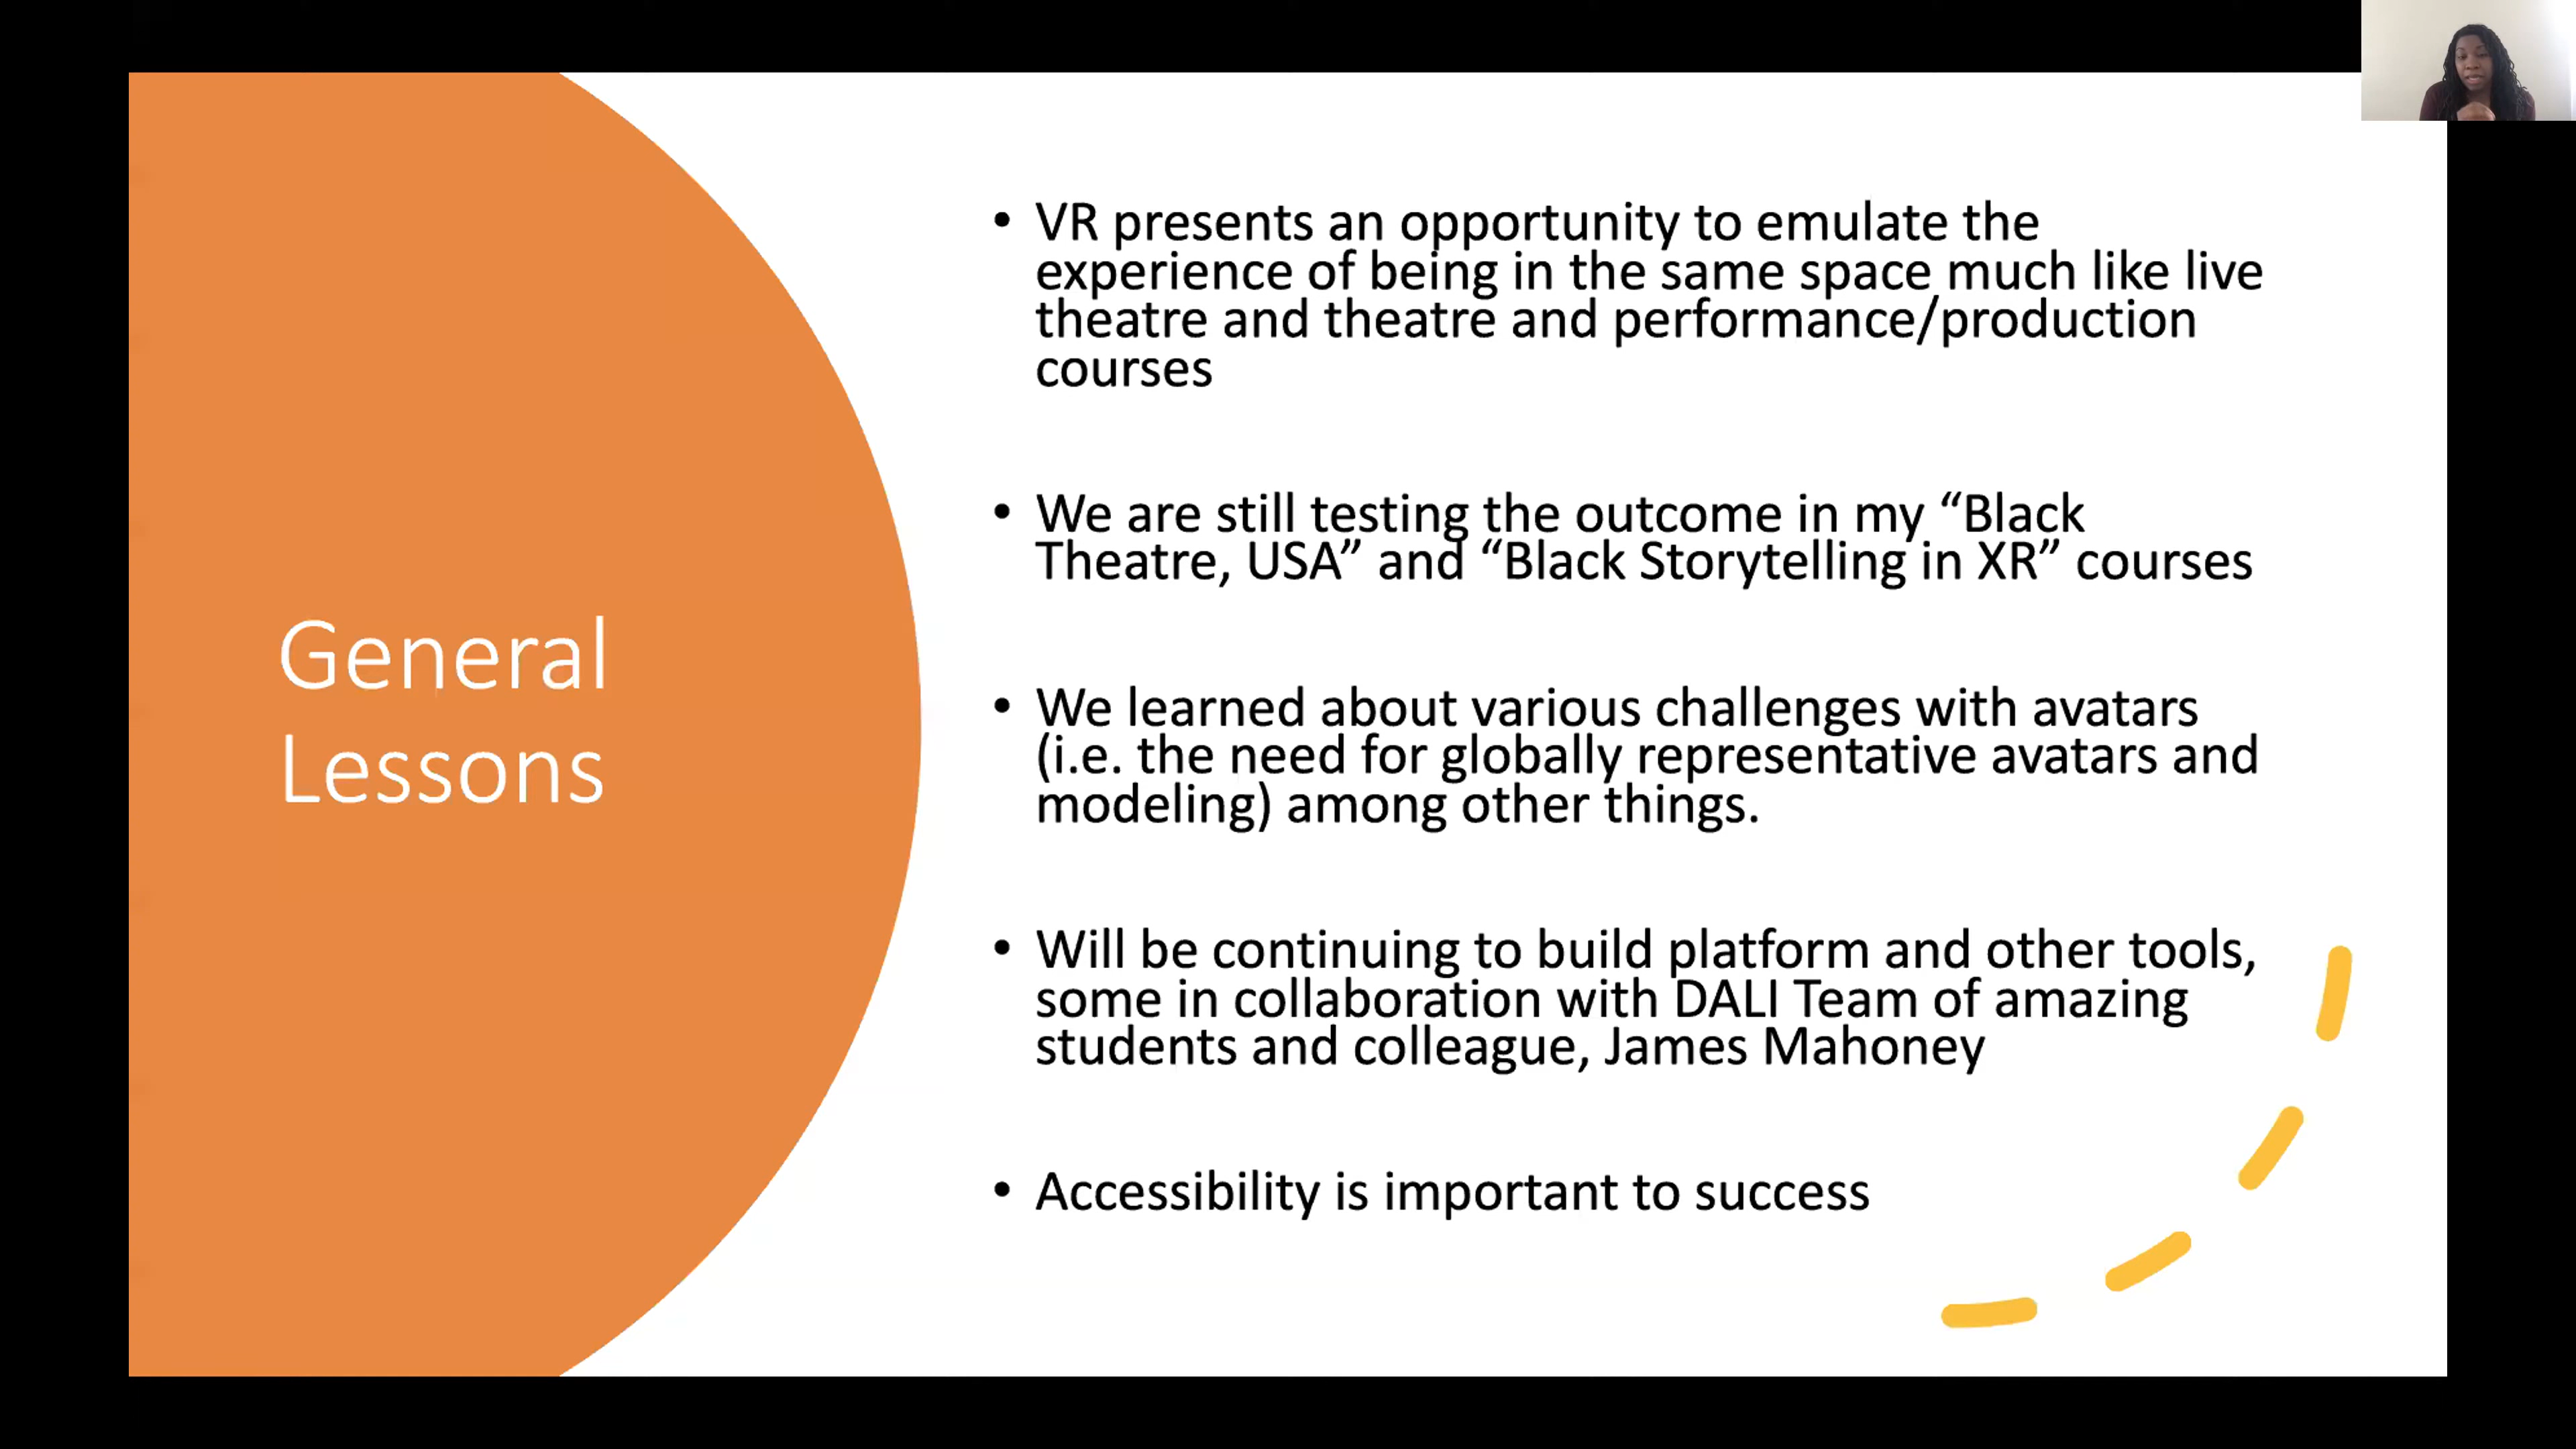 General
Lessons
• VR presents an opportunity to emulate the
experience of being in the same space much like live
theatre and theatre and performance/production
courses
• We are still testing the outcome in my “Black
Theatre, USA” and “Black Storytelling in XR” courses
• We learned about various challenges with avatars
(i.e. the need for globally representative avatars and
modeling) among other things.
• Will be continuing to build platform and other tools,
some in collaboration with DALI Team of amazing
students and colleague, James Mahoney
• Accessibility is important to success